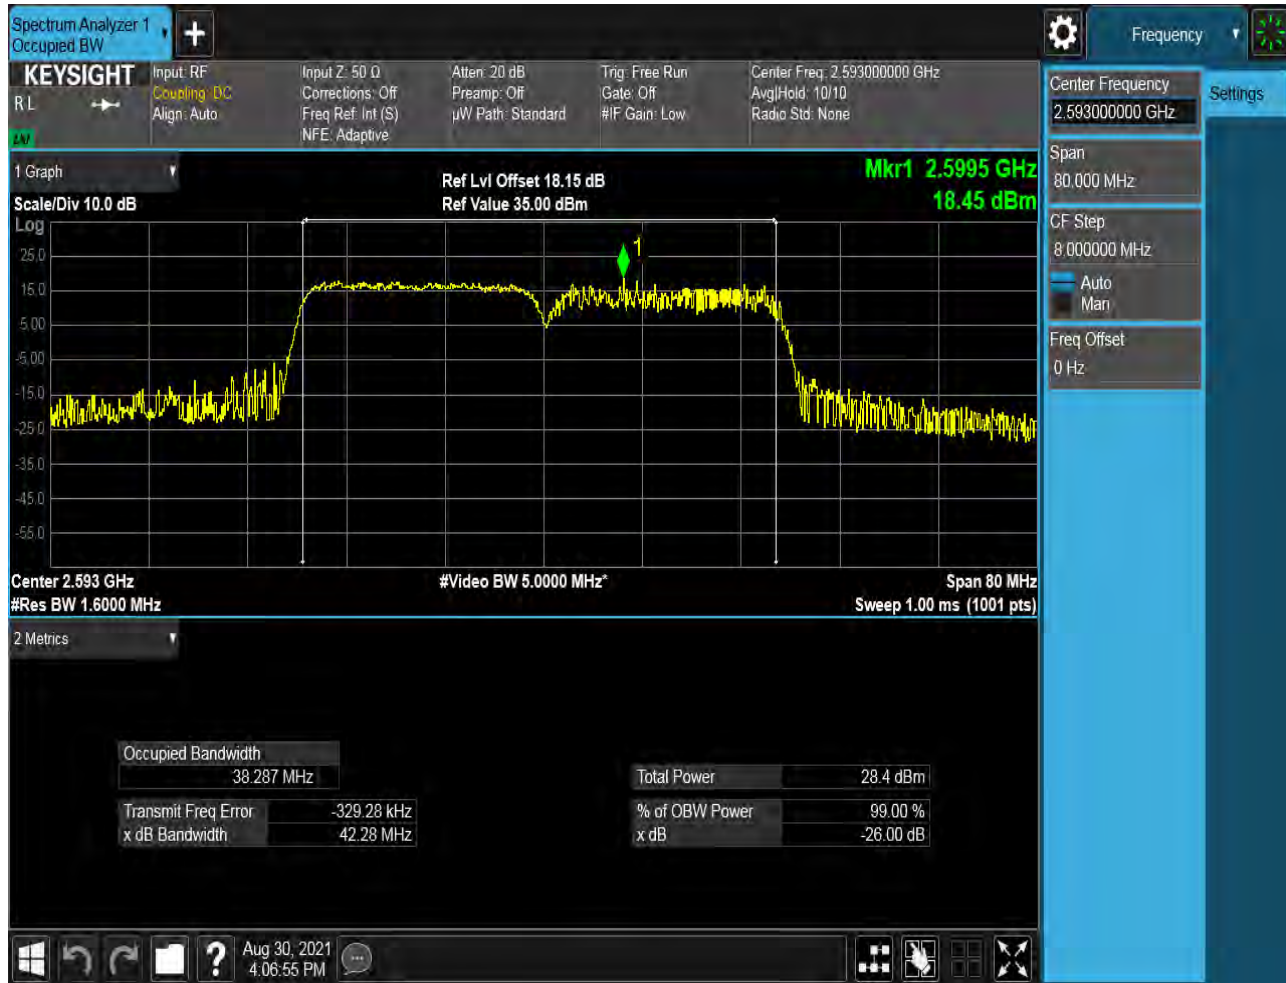 Spectrum Analyzer 1
Occupied BW
Frequency
KEYSIGHT
RL
LNI
Input: RF
Coupling: DC
Align: Auto
Input Z: 50 Ω
Corrections: Off
Freq Ref: Int (S)
NFE: Adaptive
Atten: 20 dB
Preamp: Off
µW Path: Standard
Trig: Free Run
Gate: Off
#IF Gain: Low
Center Freq: 2.593000000 GHz
Avg|Hold: 10/10
Radio Std: None
Center Frequency
2.593000000 GHz
Settings
Span
80.000 MHz
CF Step
8.000000 MHz
Auto
Man
Freq Offset
0 Hz
1 Graph
Scale/Div 10.0 dB
Ref Lvl Offset 18.15 dB
Ref Value 35.00 dBm
Mkr1 2.5995 GHz
18.45 dBm
Log
25.0
15.0
5.00
-5.00
-15.0
-25.0
-35.0
-45.0
-55.0
1
Center 2.593 GHz
#Res BW 1.6000 MHz
#Video BW 5.0000 MHz*
Span 80 MHz
Sweep 1.00 ms (1001 pts)
2 Metrics
Occupied Bandwidth
38.287 MHz
Transmit Freq Error -329.28 kHz
x dB Bandwidth 42.28 MHz
Total Power 28.4 dBm
% of OBW Power 99.00 %
x dB -26.00 dB
Aug 30, 2021
4:06:55 PM